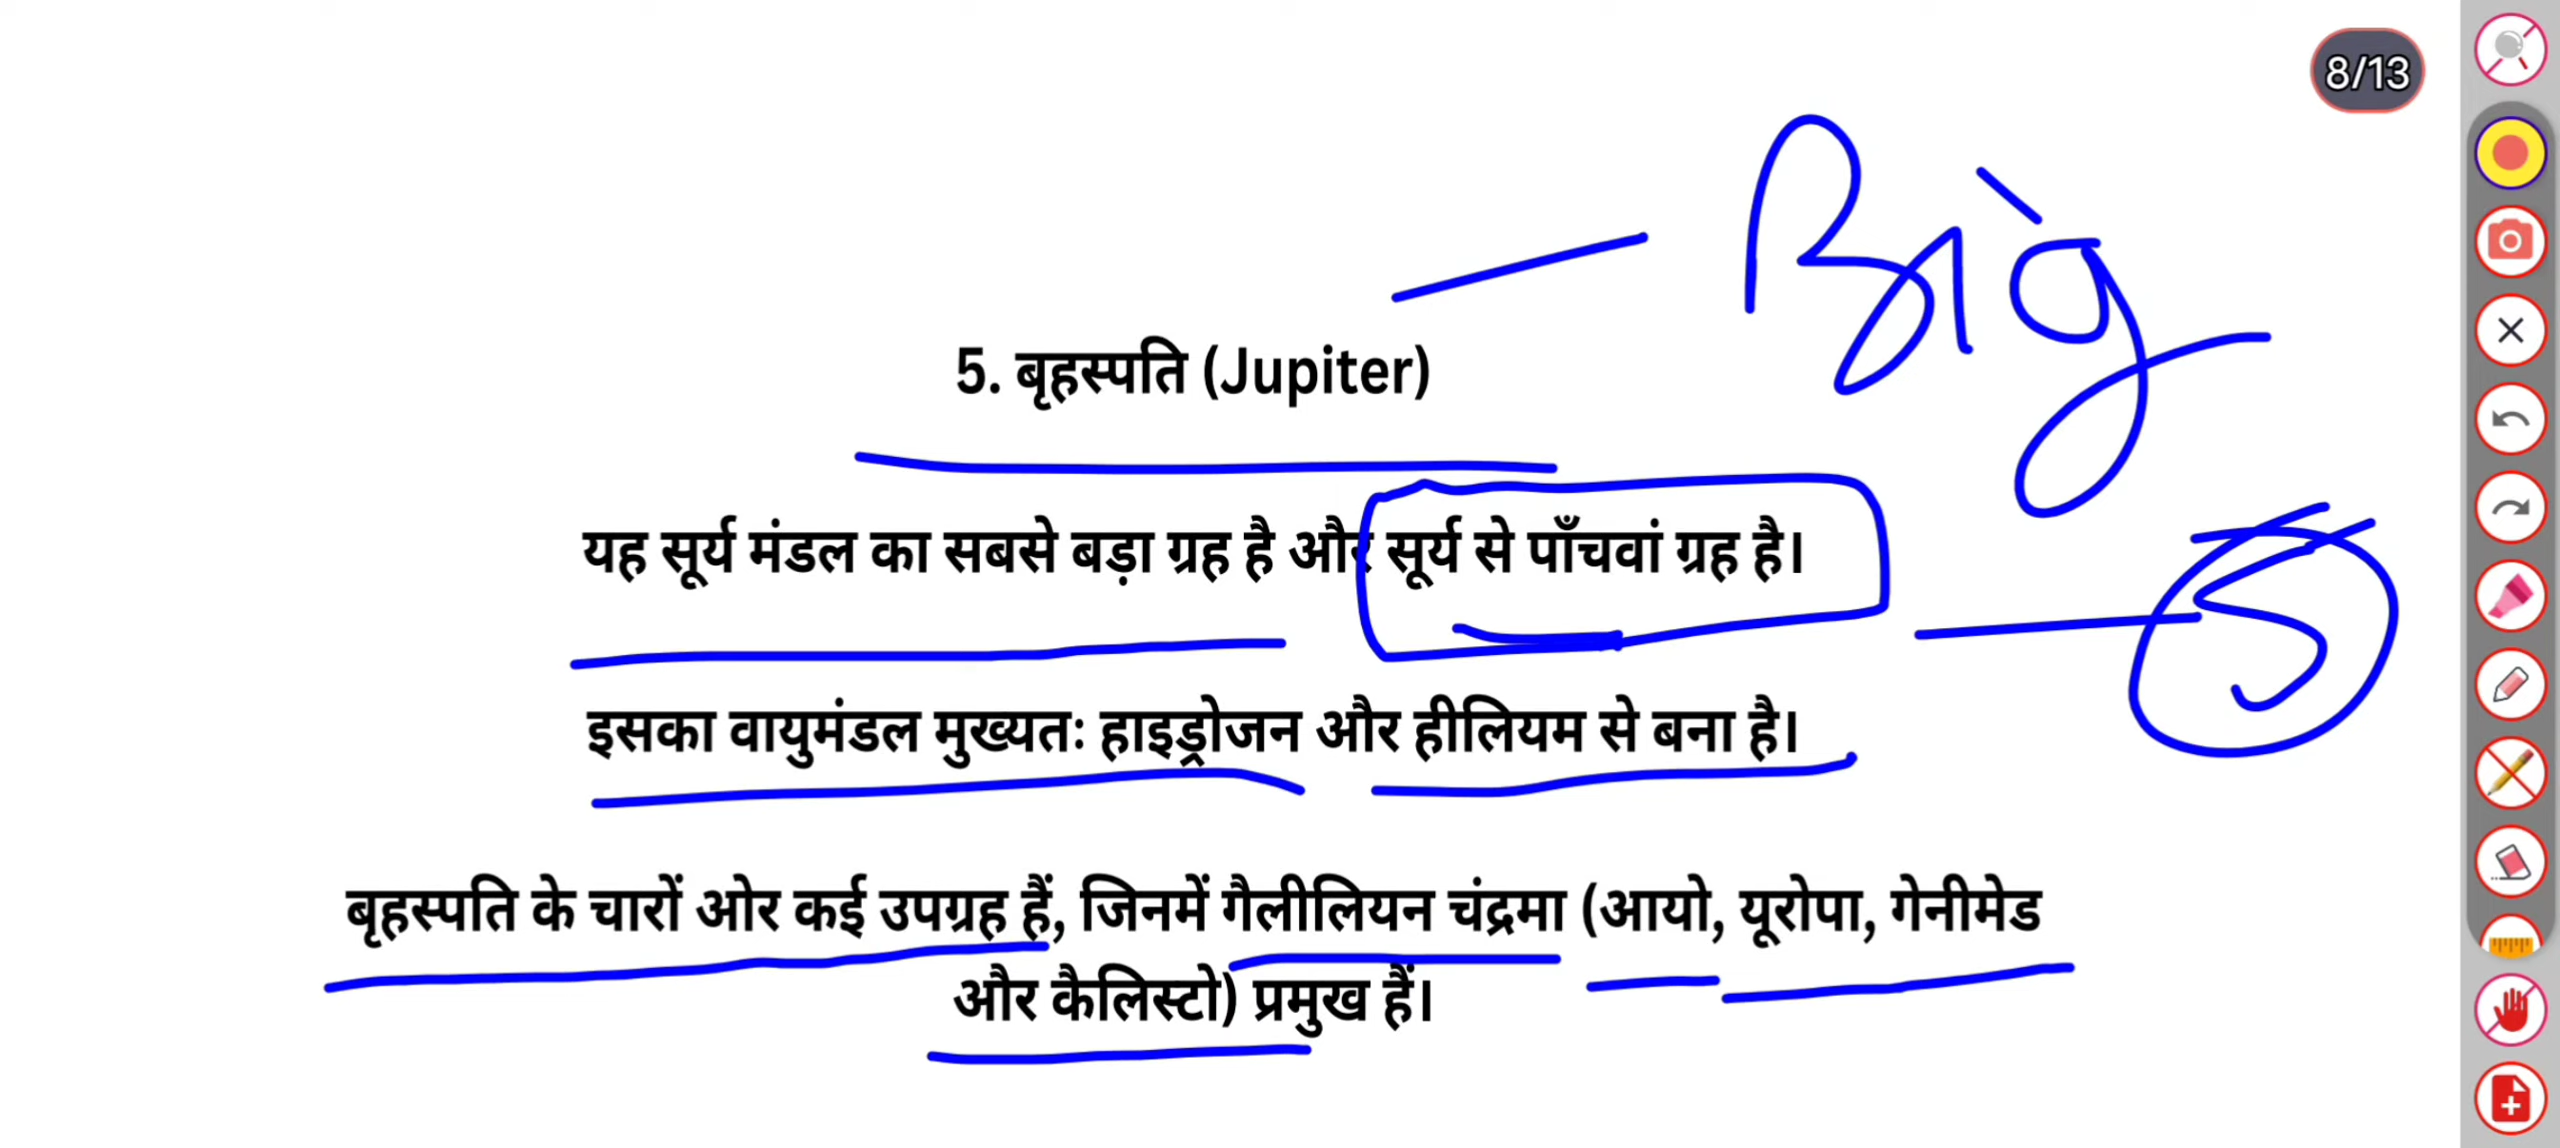 8/13
Big
5. बृहस्पति (Jupiter)
यह सूर्य मंडल का सबसे बड़ा ग्रह है और सूर्य से पाँचवां ग्रह है।
5
इसका वायुमंडल मुख्यतः हाइड्रोजन और हीलियम से बना है।
बृहस्पति के चारों ओर कई उपग्रह हैं, जिनमें गैलीलियन चंद्रमा (आयो, यूरोपा, गेनीमेड
और कैलिस्टो) प्रमुख हैं।